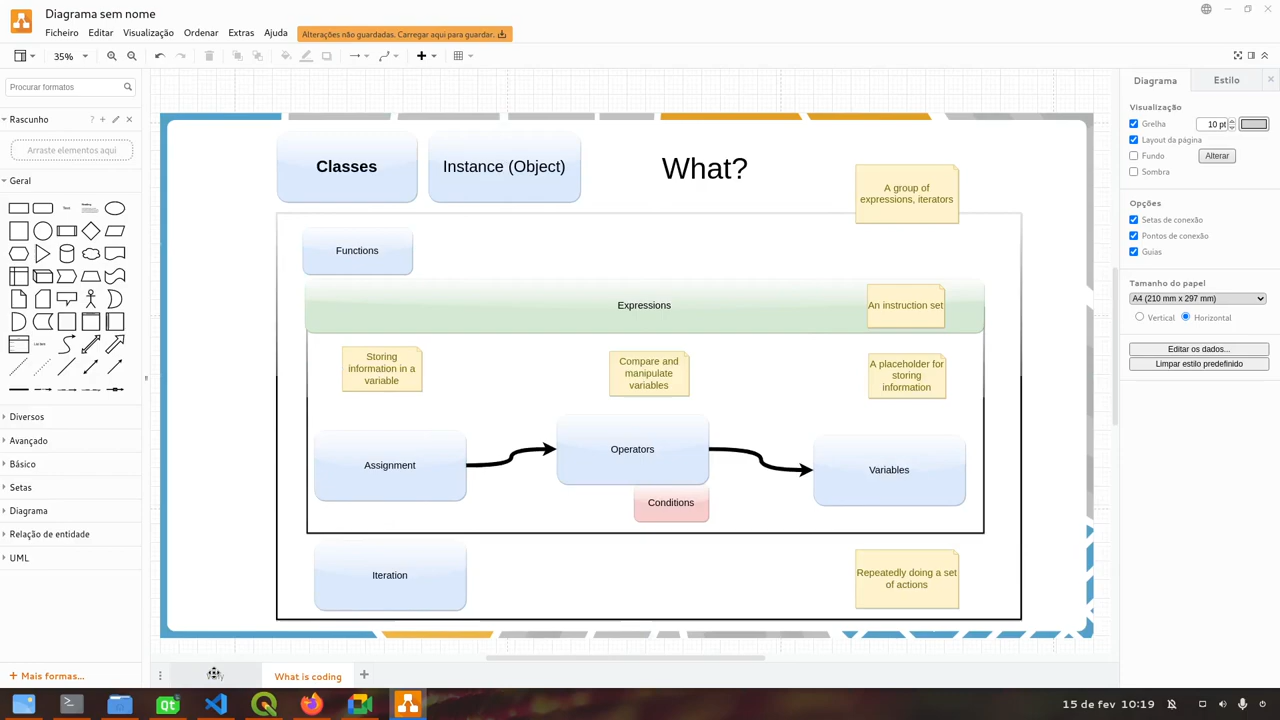 Diagrama sem nome
Ficheiro Editar Visualização Ordenar Extras Ajuda
Alterações não guardadas. Carregar aqui para guardar.
35%
Procurar formatos
Rascunho
?
Arraste elementos aqui
Geral
Text
Heading
List Item
Diversos
Avançado
Básico
Setas
Diagrama
Relação de entidade
UML
+ Mais formas...
Classes
Instance (Object)
What?
A group of
expressions, iterators
Functions
Expressions
An instruction set
Storing
information in a
variable
Compare and
manipulate
variables
A placeholder for
storing
information
Assignment
Operators
Variables
Conditions
Iteration
Repeatedly doing a set
of actions
What is coding
Diagrama
Estilo
Visualização
Grelha
10 pt
Layout da página
Fundo
Alterar
Sombra
Opções
Setas de conexão
Pontos de conexão
Guias
Tamanho do papel
A4 (210 mm x 297 mm)
Vertical
Horizontal
Editar os dados...
Limpar estilo predefinido
Qt
15 de fev 10:19